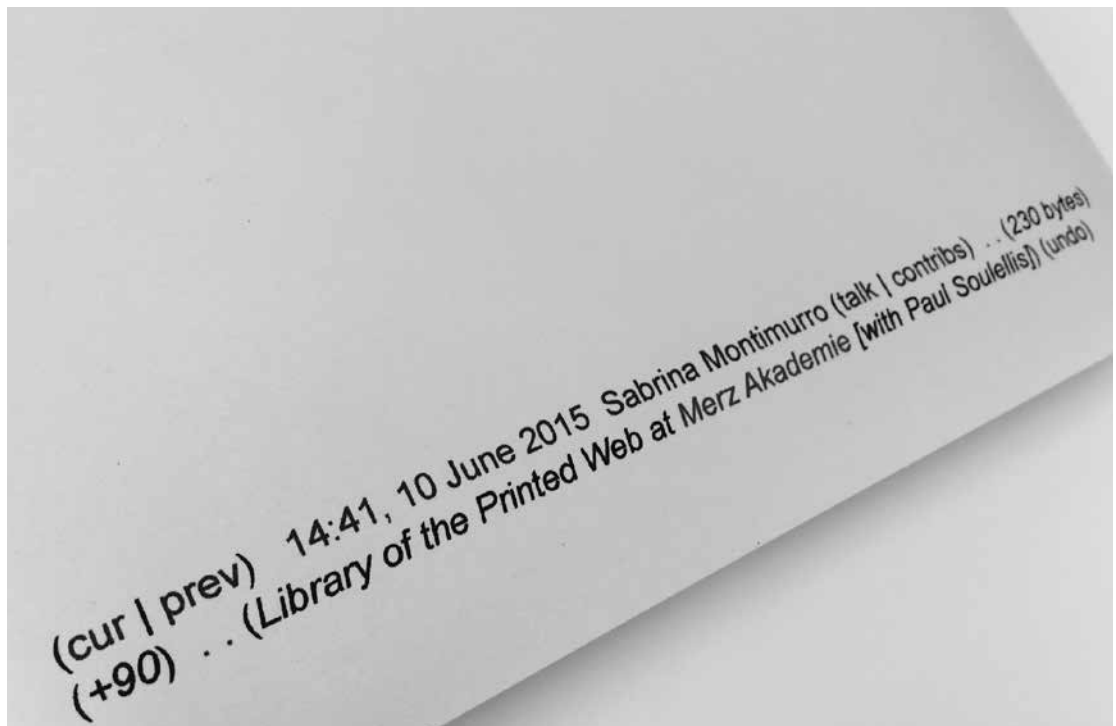 (cur | prev) 14:41, 10 June 2015 Sabrina Montimurro (talk | contribs) . . (230 bytes)
(+90) . . (Library of the Printed Web at Merz Akademie [with Paul Soulellis]) (undo)